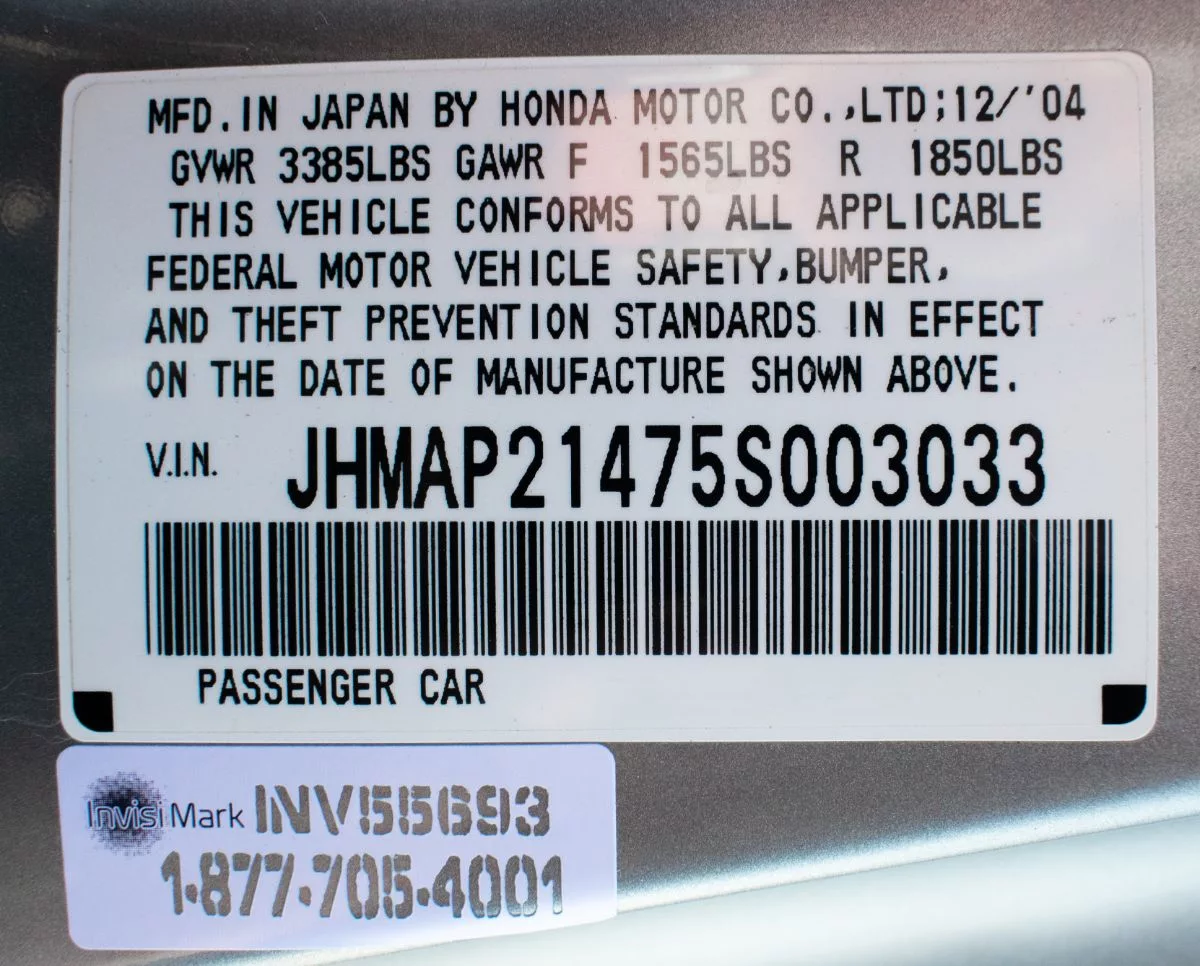 MFD.IN JAPAN BY HONDA MOTOR CO.,LTD;12/'04
GVWR 3385LBS GAWR F 1565LBS R 1850LBS
THIS VEHICLE CONFORMS TO ALL APPLICABLE
FEDERAL MOTOR VEHICLE SAFETY,BUMPER,
AND THEFT PREVENTION STANDARDS IN EFFECT
ON THE DATE OF MANUFACTURE SHOWN ABOVE.
V.I.N. JHMAP21475S003033
PASSENGER CAR
InvisiMark INV55693
1-877-705-4001